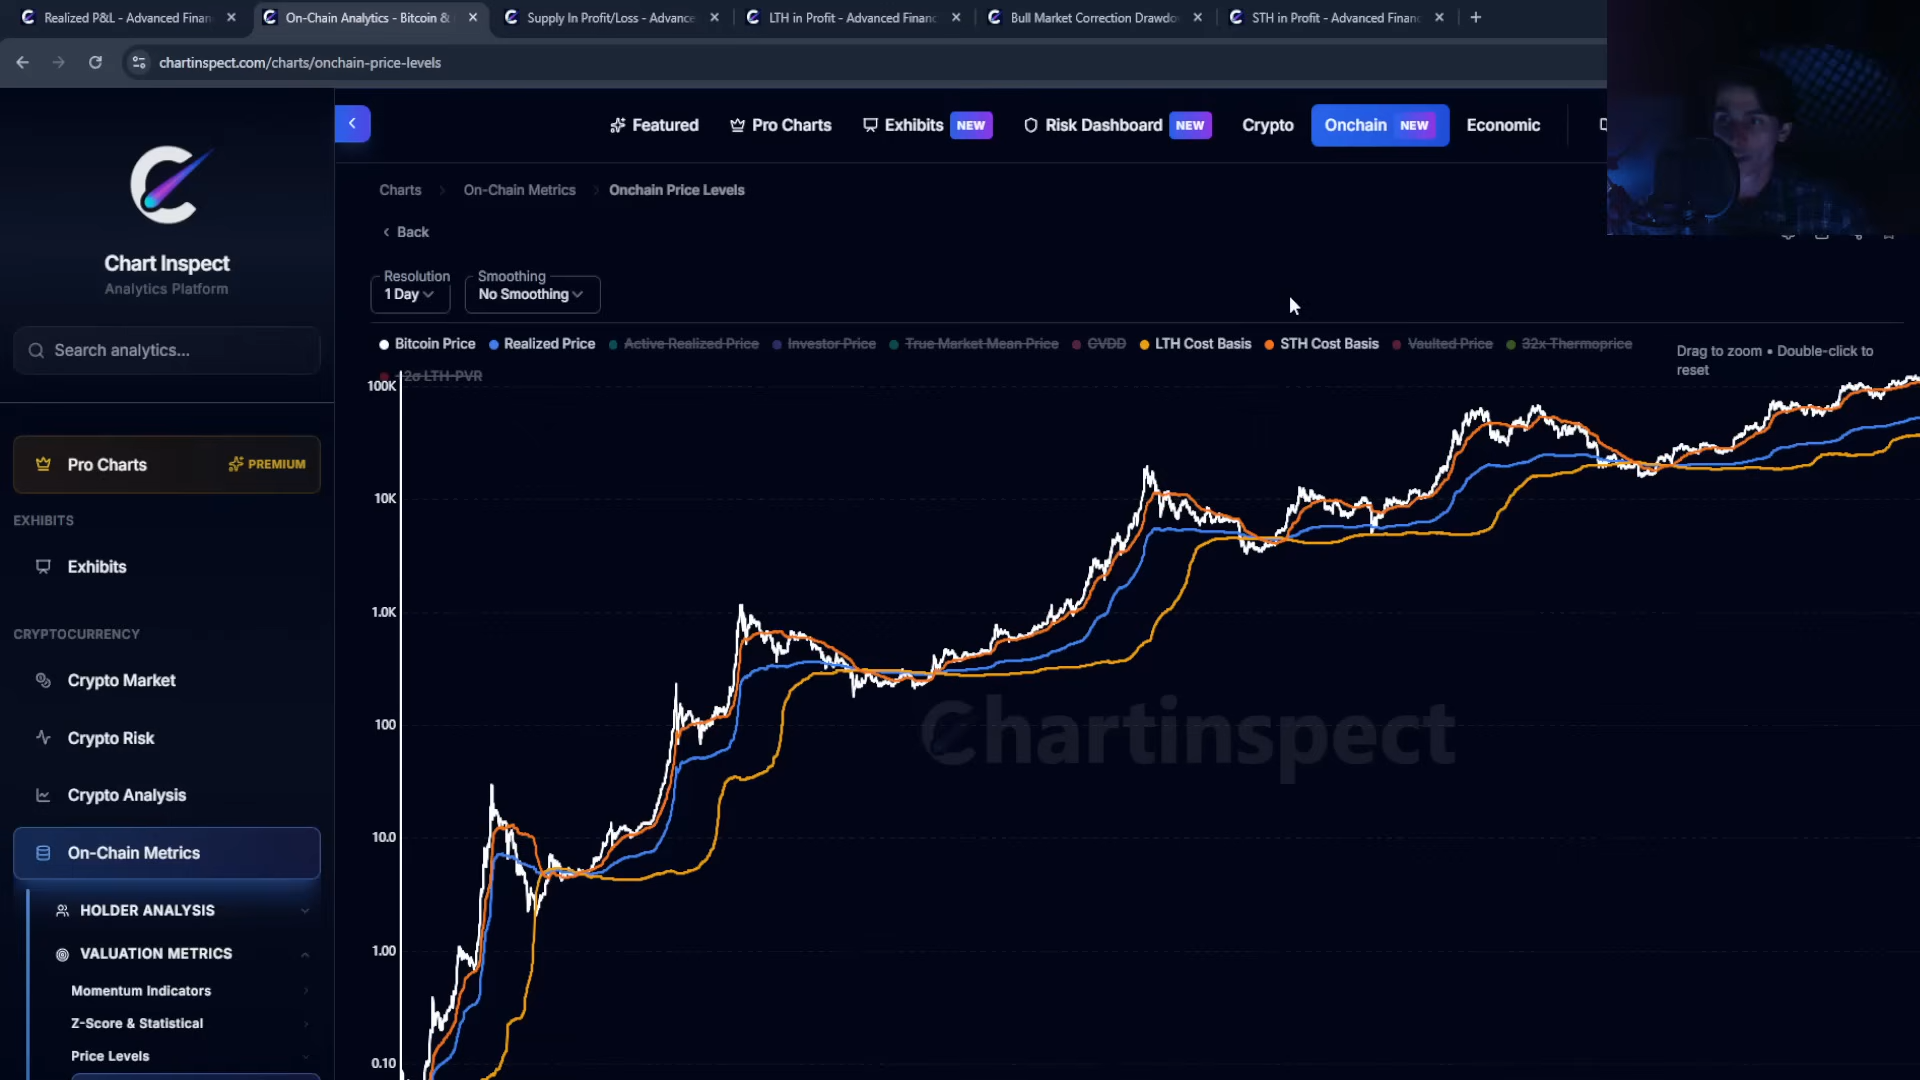 Realized P&L - Advanced Finan
On-Chain Analytics - Bitcoin &
Supply In Profit/Loss - Advance
LTH in Profit - Advanced Financ
Bull Market Correction Drawdo
STH in Profit - Advanced Financ
chartinspect.com/charts/onchain-price-levels
Chart Inspect
Analytics Platform
Search analytics...
Pro Charts
PREMIUM
EXHIBITS
Exhibits
CRYPTOCURRENCY
Crypto Market
Crypto Risk
Crypto Analysis
On-Chain Metrics
HOLDER ANALYSIS
VALUATION METRICS
Momentum Indicators
Z-Score & Statistical
Price Levels
Featured
Pro Charts
Exhibits NEW
Risk Dashboard NEW
Crypto
Onchain NEW
Economic
Charts
On-Chain Metrics
Onchain Price Levels
Back
Resolution
1 Day
Smoothing
No Smoothing
Bitcoin Price
Realized Price
Active Realized Price
Investor Price
True Market Mean Price
CVDD
LTH Cost Basis
STH Cost Basis
Vaulted Price
32x Thermoprice
-2σ LTH-PVR
Drag to zoom • Double-click to
reset
100K
10K
1.0K
100
10.0
1.00
0.10
Chartinspect